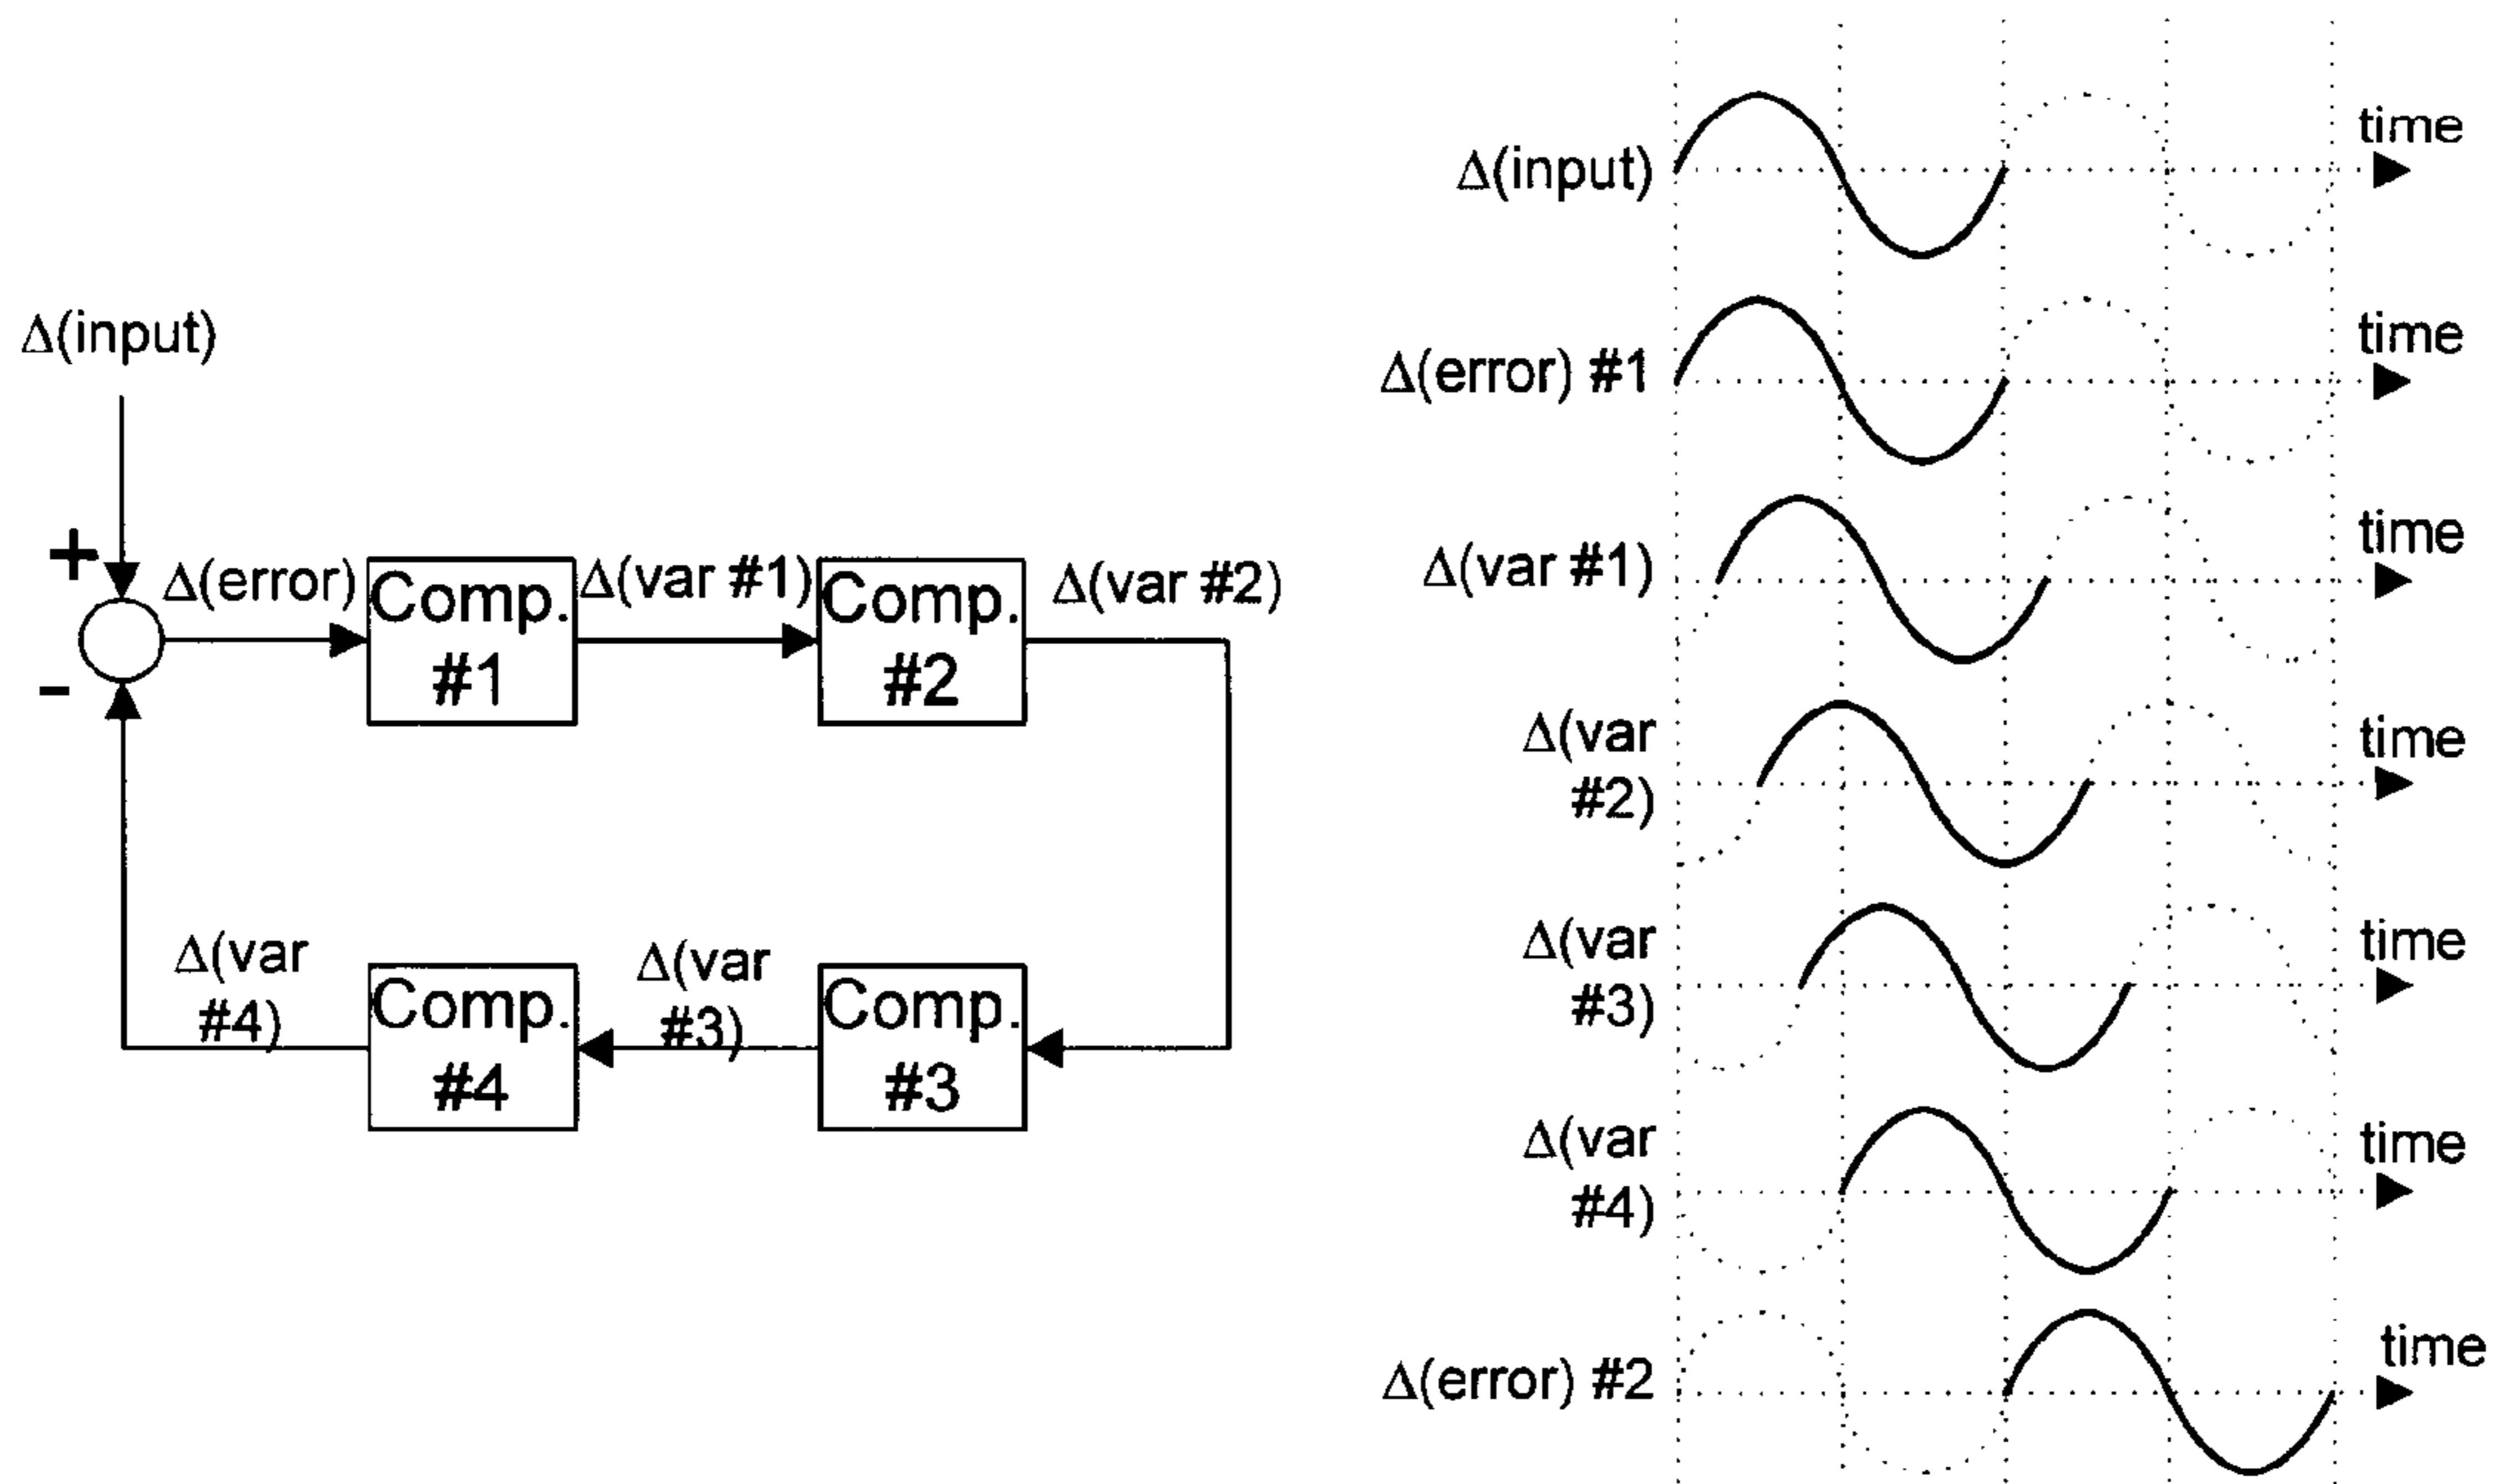 Δ(input)
+
Δ(error)
Comp.
#1
Δ(var #1)
Comp.
#2
Δ(var #2)
-
Δ(var
#4)
Comp.
#4
Δ(var
#3)
Comp.
#3
Δ(input)
time
Δ(error) #1
time
Δ(var #1)
time
Δ(var
#2)
time
Δ(var
#3)
time
Δ(var
#4)
time
Δ(error) #2
time